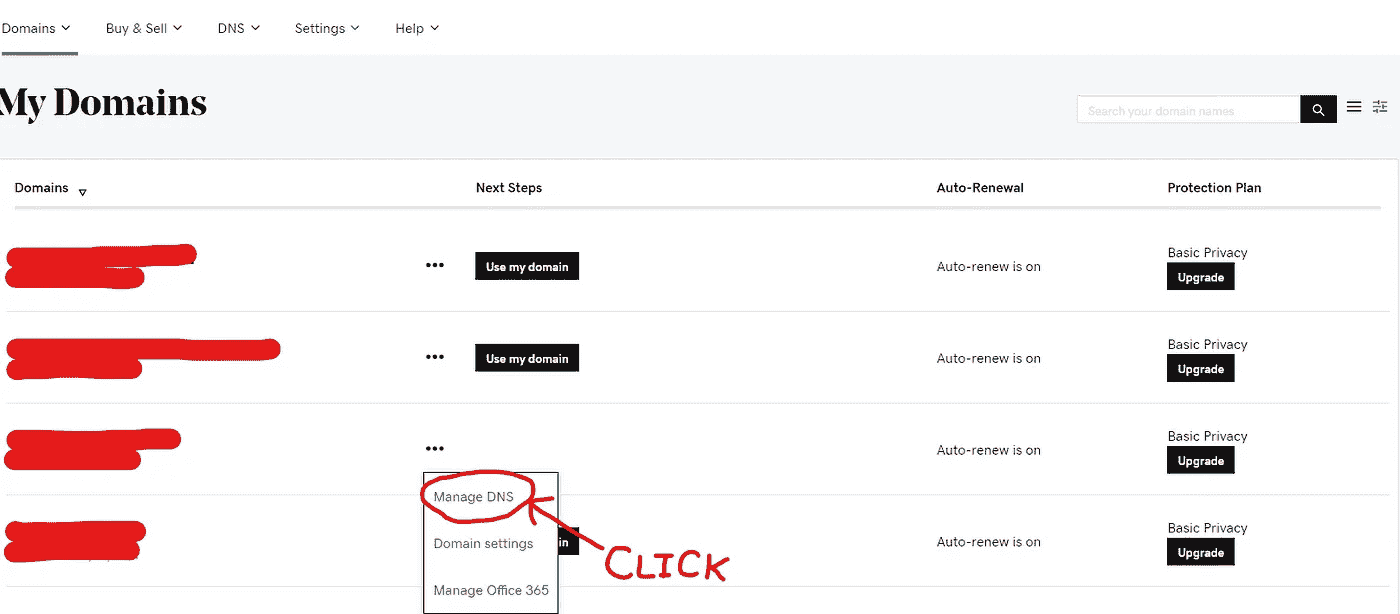 Domains Buy & Sell DNS Settings Help
My Domains
Search your domain names
Domains Next Steps Auto-Renewal Protection Plan
Basic Privacy
••• Use my domain Auto-renew is on
Upgrade
Basic Privacy
••• Use my domain Auto-renew is on
Upgrade
Basic Privacy
••• Auto-renew is on
Upgrade
Manage DNS
Basic Privacy
Domain settings in Auto-renew is on
Upgrade
CLICK
Manage Office 365